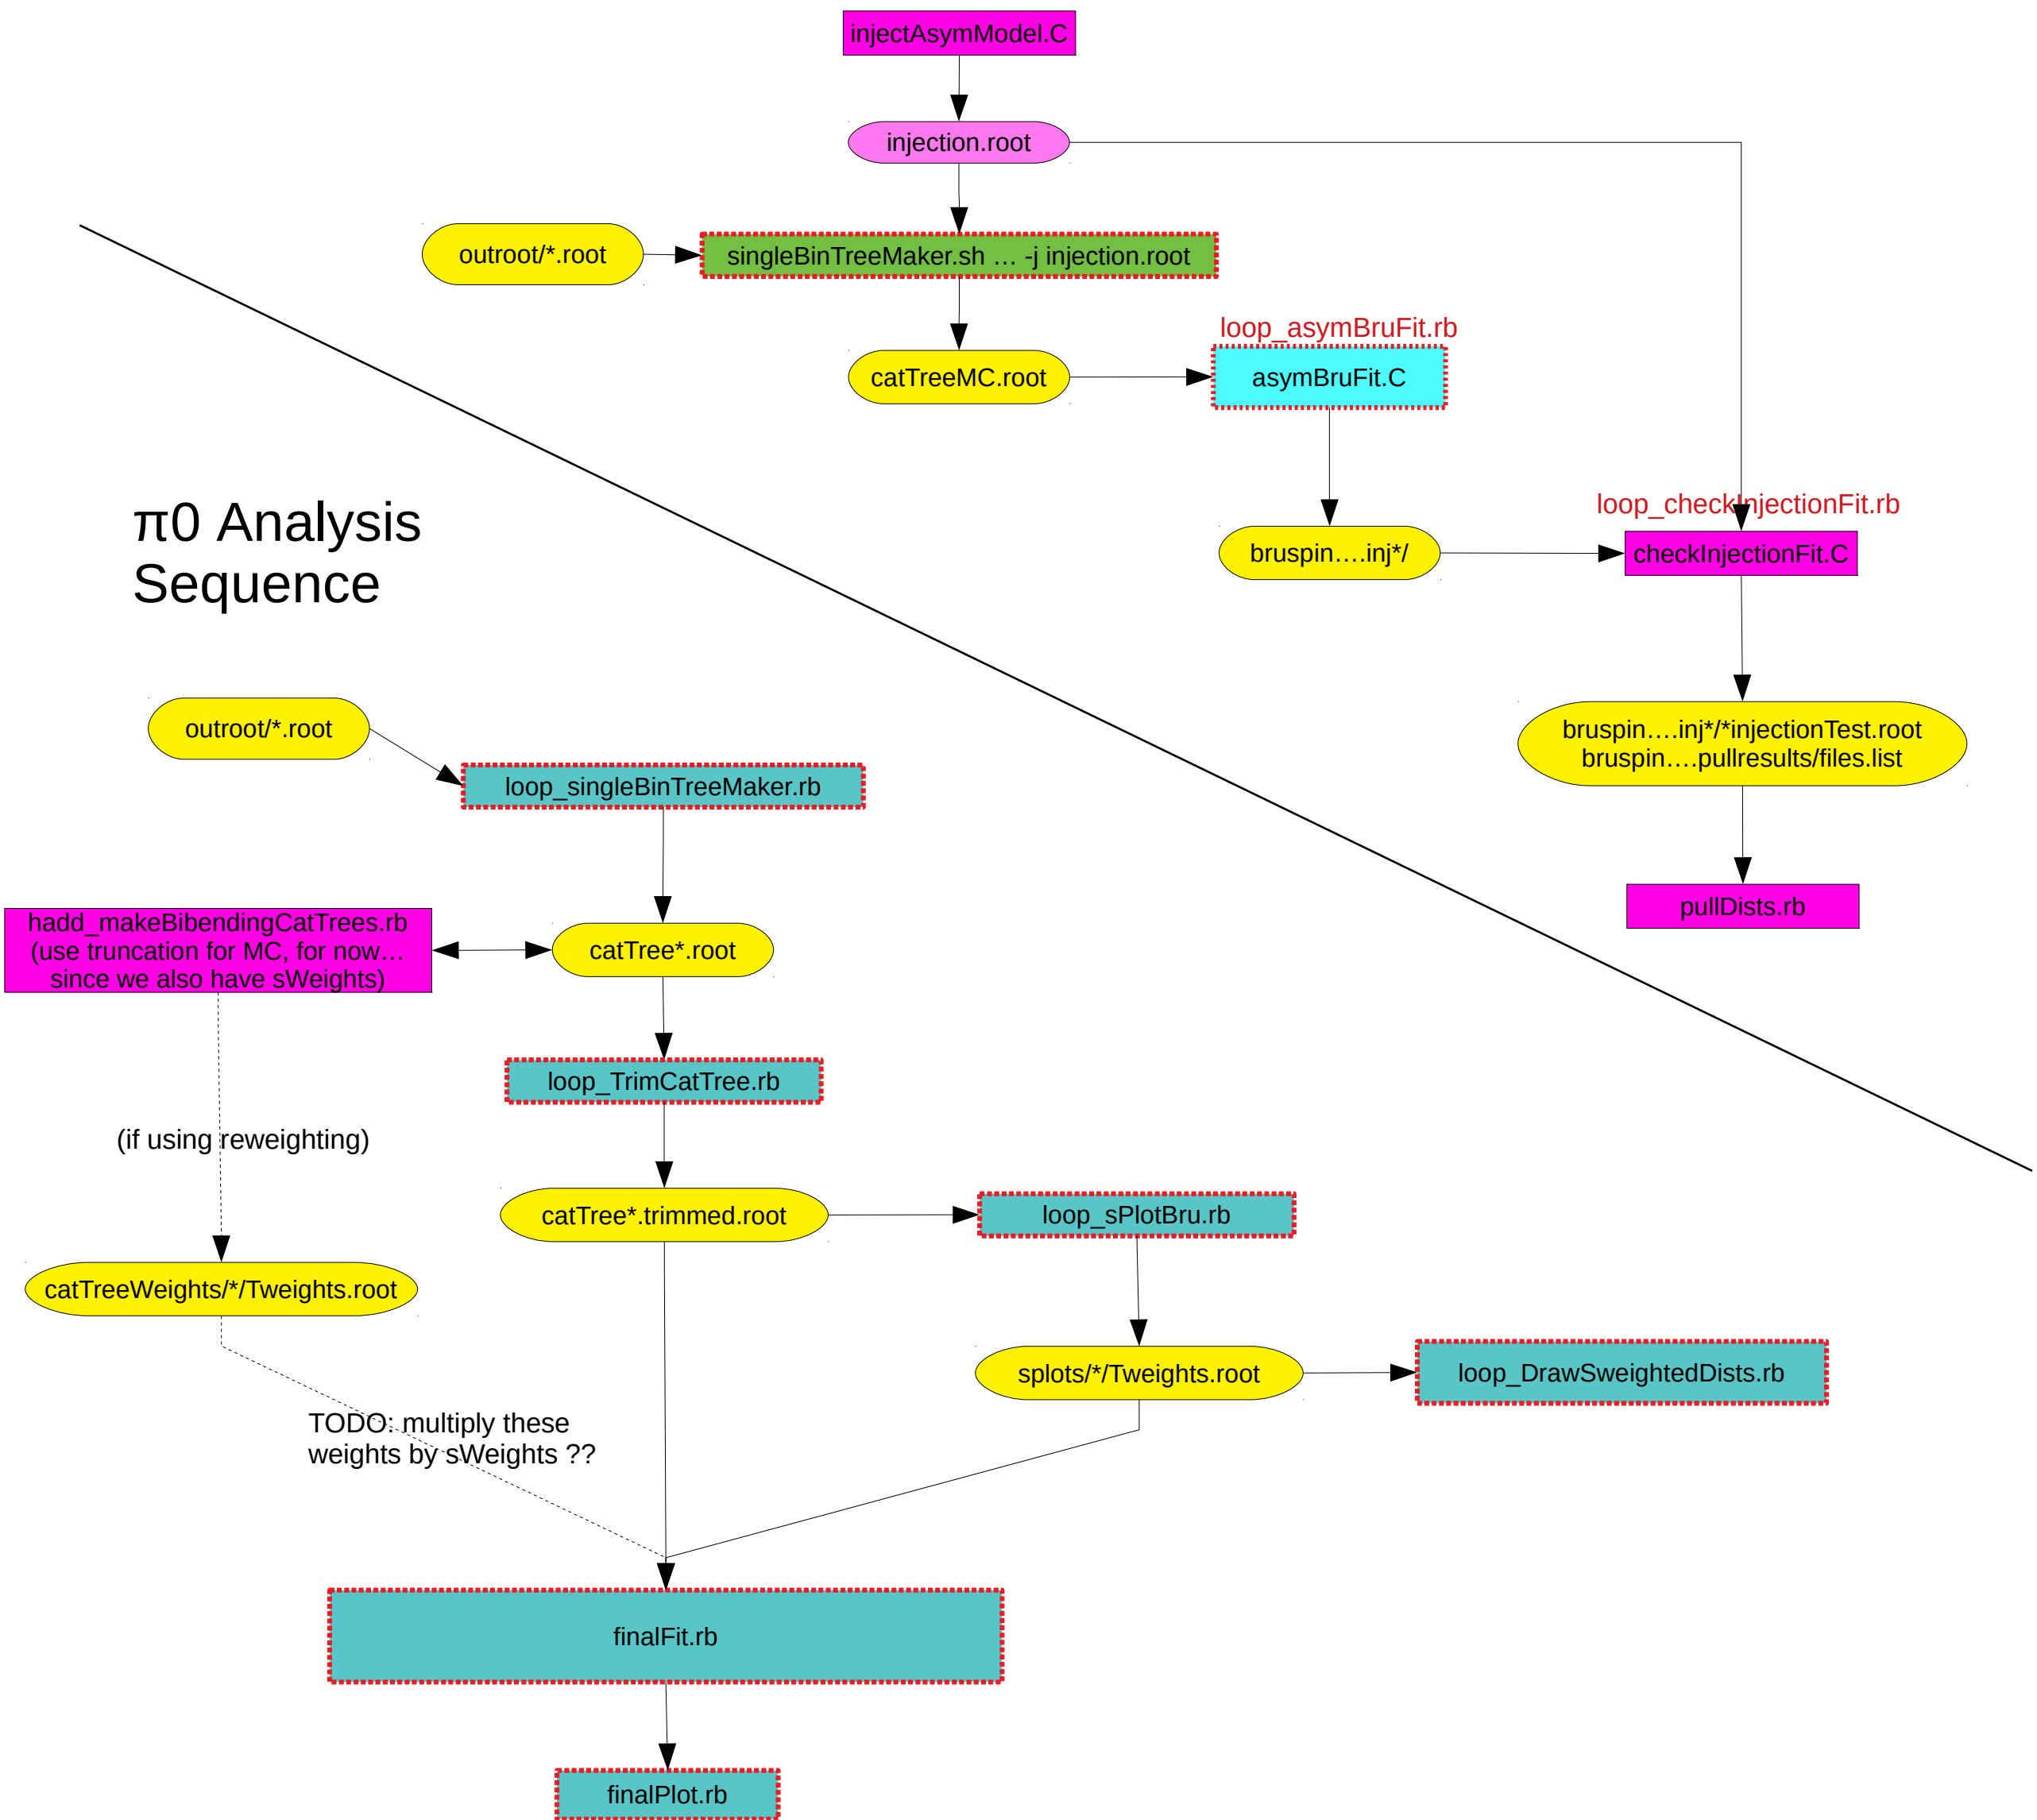 injectAsymModel.C
injection.root
outroot/*.root
singleBinTreeMaker.sh … -j injection.root
loop_asymBruFit.rb
catTreeMC.root
asymBruFit.C
loop_checkInjectionFit.rb
bruspin….inj*/
checkInjectionFit.C
π0 Analysis
Sequence
bruspin….inj*/*injectionTest.root
bruspin….pullresults/files.list
pullDists.rb
outroot/*.root
loop_singleBinTreeMaker.rb
hadd_makeBibendingCatTrees.rb
(use truncation for MC, for now…
since we also have sWeights)
catTree*.root
loop_TrimCatTree.rb
(if using reweighting)
catTree*.trimmed.root
loop_sPlotBru.rb
catTreeWeights/*/Tweights.root
splots/*/Tweights.root
loop_DrawSweightedDists.rb
TODO: multiply these
weights by sWeights ??
finalFit.rb
finalPlot.rb